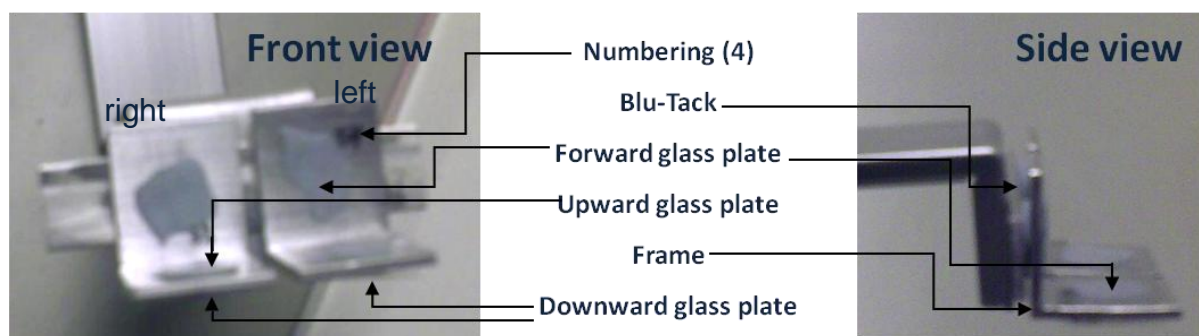 Front view
Side view
right
left
Numbering (4)
Blu-Tack
Forward glass plate
Upward glass plate
Frame
Downward glass plate